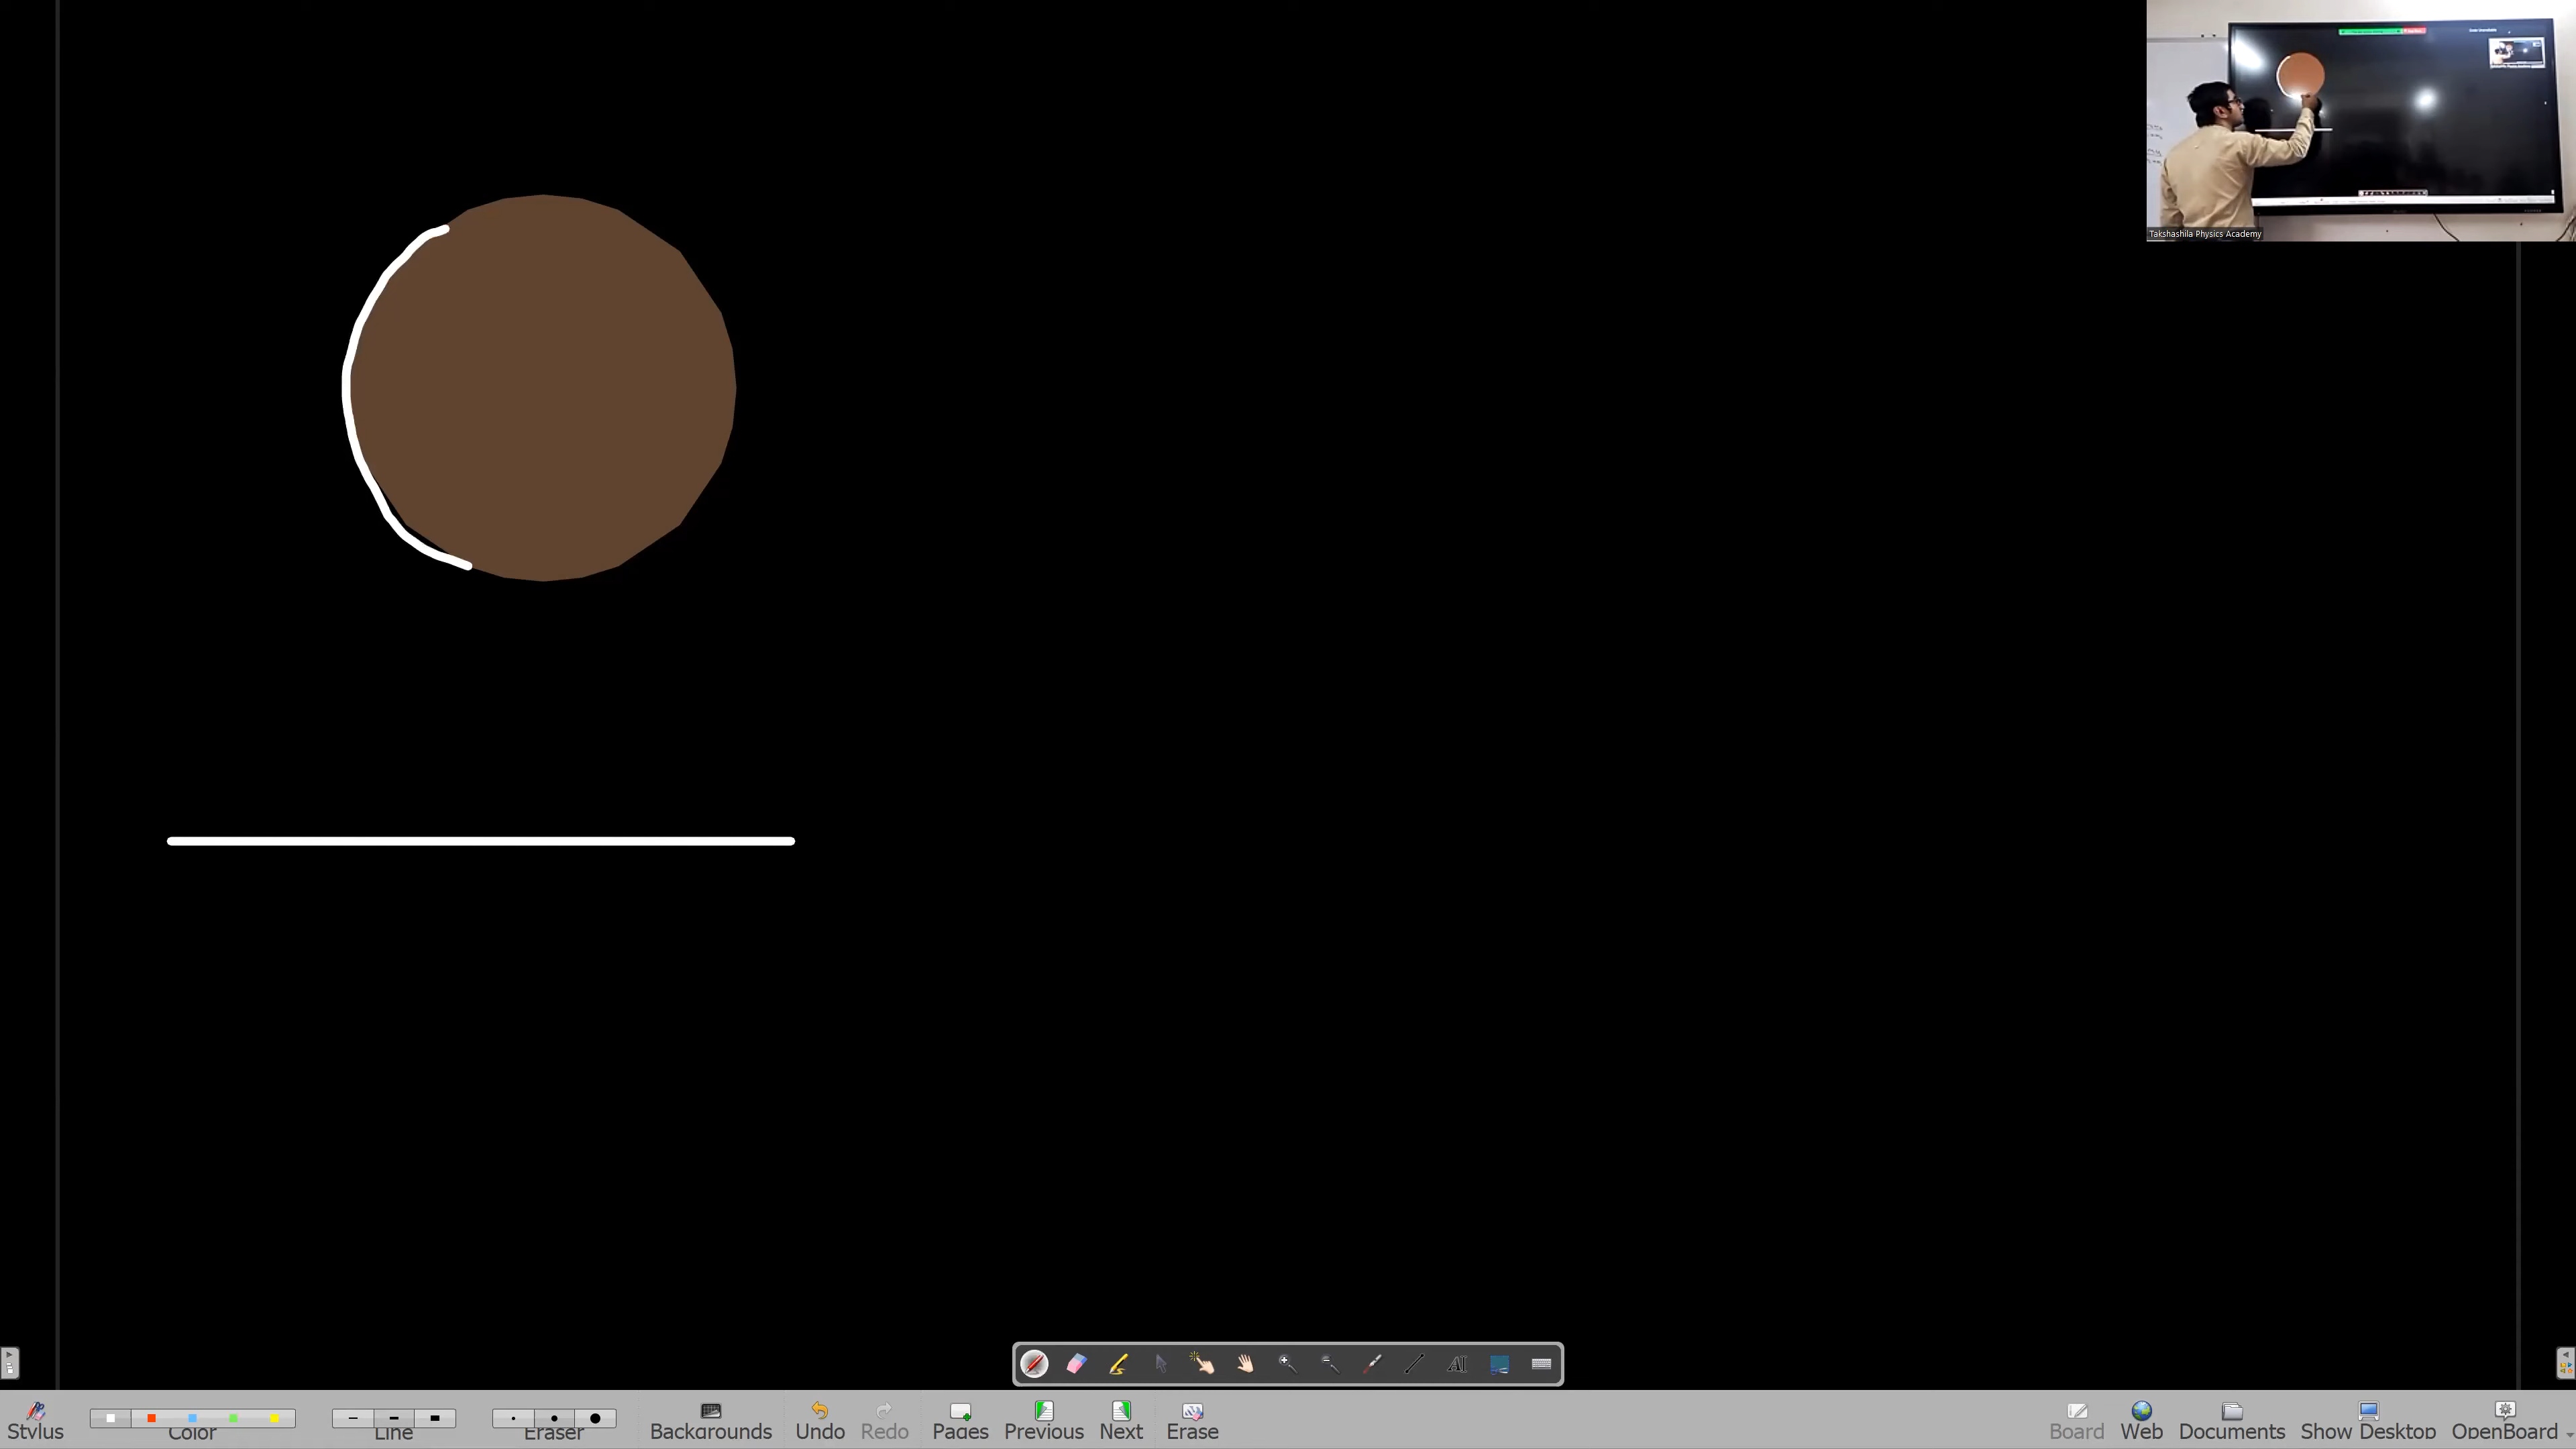 Takshashila Physics Academy
Stylus
Color
Line
Eraser
Backgrounds
Undo
Redo
Pages
Previous
Next
Erase
Board
Web
Documents
Show Desktop
OpenBoard